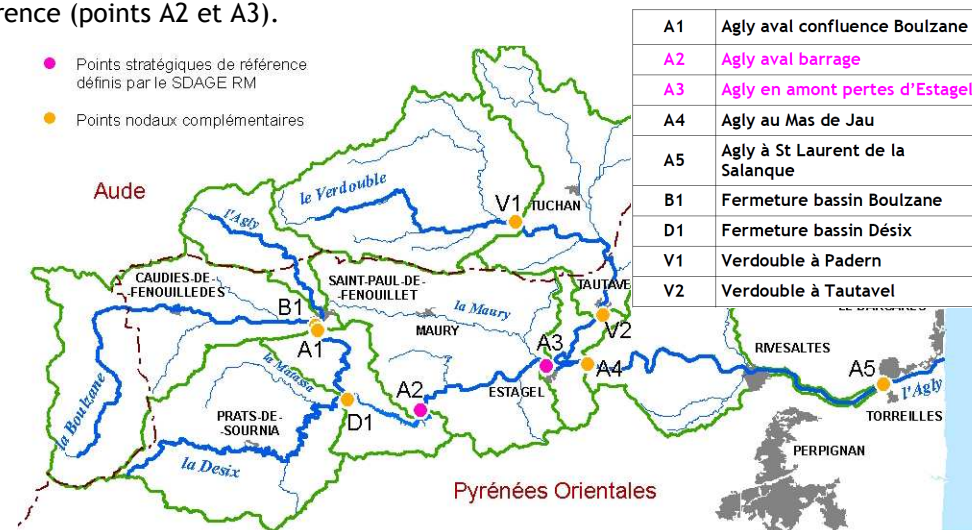 rence (points A2 et A3).
Points stratégiques de référence
définis par le SDAGE RM
Points nodaux complémentaires
A1 Agly aval confluence Boulzane
A2 Agly aval barrage
A3 Agly en amont pertes d'Estagel
A4 Agly au Mas de Jau
A5 Agly à St Laurent de la
Salanque
B1 Fermeture bassin Boulzane
D1 Fermeture bassin Désix
V1 Verdouble à Padern
V2 Verdouble à Tautavel
Aude
le Verdouble
V1
TUCHAN
l'Agly
CAUDIES-DE-
-FENOUILLEDES
SAINT-PAUL-DE-
-FENOUILLET
la Maury
TAUTAVE
B1
MAURY
V2
A1
A3
RIVESALTES
la Matassa
A4
A5
l'Agly
la Boulzane
A2
ESTAGEL
PRATS-DE-
-SOURNIA
D1
TORREILLES
la Desix
PERPIGNAN
Pyrénées Orientales